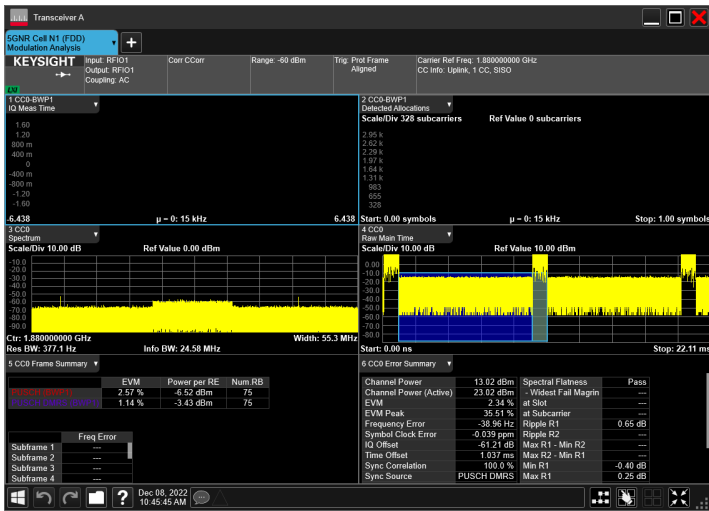 Transceiver A
5GNR Cell N1 (FDD)
Modulation Analysis
KEYSIGHT
Input: RFIO1
Output: RFIO1
Coupling: AC
Corr CCorr
Range: -60 dBm
Trig: Prot Frame
Aligned
Carrier Ref Freq: 1.880000000 GHz
CC Info: Uplink, 1 CC, SISO
LXI
1 CC0-BWP1
IQ Meas Time
1.60
1.20
800 m
400 m
0
-400 m
-800 m
-1.20
-1.60
-6.438
μ = 0: 15 kHz
6.438
2 CC0-BWP1
Detected Allocations
Scale/Div 328 subcarriers
Ref Value 0 subcarriers
2.95 k
2.62 k
2.29 k
1.97 k
1.64 k
1.31 k
983
655
328
Start: 0.00 symbols
μ = 0: 15 kHz
Stop: 1.00 symbols
3 CC0
Spectrum
Scale/Div 10.00 dB
Ref Value 0.00 dBm
-10.0
-20.0
-30.0
-40.0
-50.0
-60.0
-70.0
-80.0
-90.0
Ctr: 1.88000000 GHz
Width: 55.3 MHz
Res BW: 377.1 Hz
Info BW: 24.58 MHz
4 CC0
Raw Main Time
Scale/Div 10.00 dB
Ref Value 10.00 dBm
0.00
-10.0
-20.0
-30.0
-40.0
-50.0
-60.0
-70.0
-80.0
Start: 0.00 ns
Stop: 22.11 ms
5 CC0 Frame Summary
EVM Power per RE Num.RB
PUSCH BWP1 2.57 % -6.52 dBm 75
1.14 % -3.43 dBm 75
Freq Error
Subframe 1 ---
Subframe 2 ---
Subframe 3 ---
Subframe 4 ---
6 CC0 Error Summary
Channel Power 13.02 dBm Spectral Flatness Pass
Channel Power (Active) 23.02 dBm - Widest Fail Magrin ---
EVM 2.34 % at Slot ---
EVM Peak 35.51 % at Subcarrier ---
Frequency Error -38.96 Hz Ripple R1 0.65 dB
Symbol Clock Error -0.039 ppm Ripple R2 ---
IQ Offset -61.21 dB Max R1 - Min R2 ---
Time Offset 1.037 ms Max R2 - Min R1 ---
Sync Correlation 100.0 % Min R1 -0.40 dB
Sync Source PUSCH DMRS Max R1 0.25 dB
Dec 08, 2022
10:45:45 AM